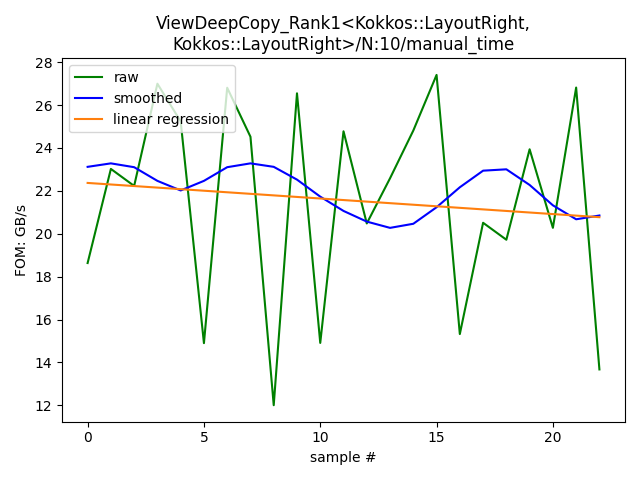 ViewDeepCopy_Rank1<Kokkos::LayoutRight,
Kokkos::LayoutRight>/N:10/manual_time
28
26
24
22
20
18
16
14
12
FOM: GB/s
raw
smoothed
linear regression
0
5
10
15
20
sample #